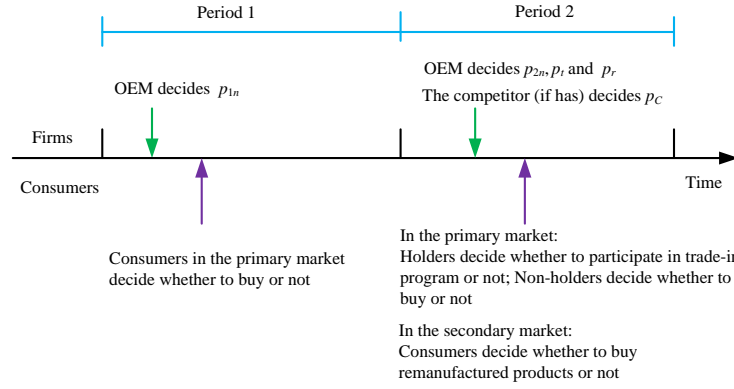 Period 1
Period 2
OEM decides p1n
OEM decides p2n, pt and pr
The competitor (if has) decides pC
Firms
Consumers
Time
Consumers in the primary market
decide whether to buy or not
In the primary market:
Holders decide whether to participate in trade-in
program or not; Non-holders decide whether to
buy or not
In the secondary market:
Consumers decide whether to buy
remanufactured products or not